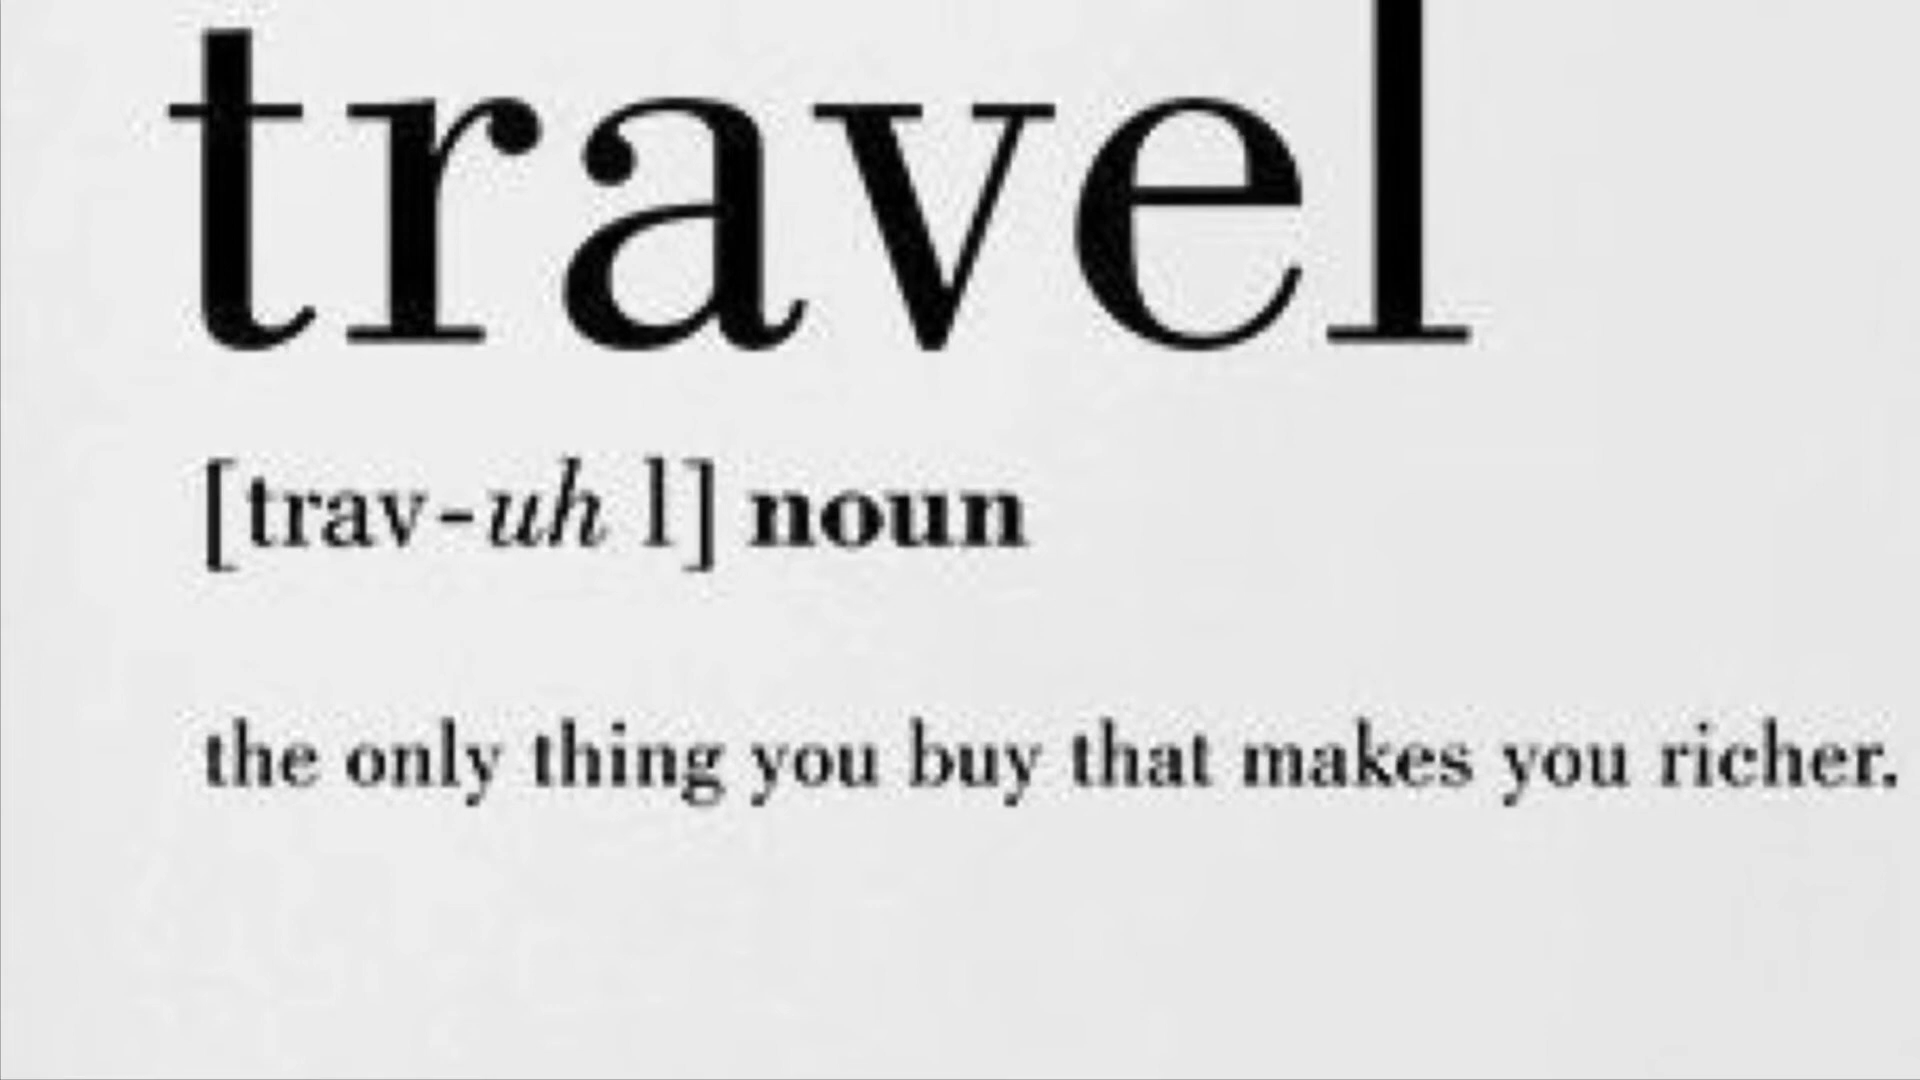 travel
[trav-uh l] noun
the only thing you buy that makes you richer.